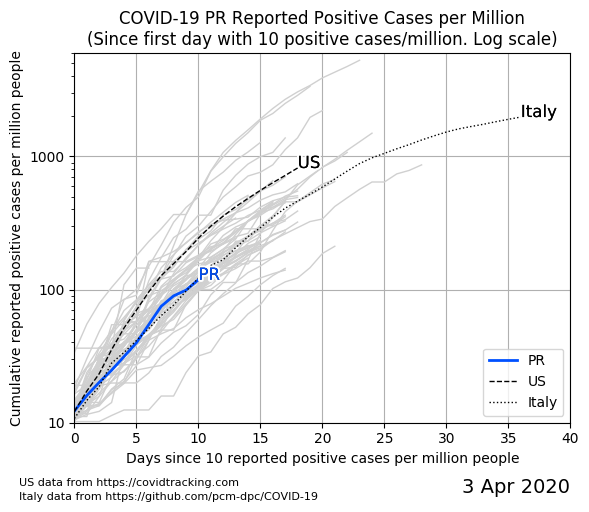 COVID-19 PR Reported Positive Cases per Million
(Since first day with 10 positive cases/million. Log scale)
Cumulative reported positive cases per million people
1000
100
10
Italy
US
PR
PR
US
Italy
0 5 10 15 20 25 30 35 40
Days since 10 reported positive cases per million people
US data from https://covidtracking.com
Italy data from https://github.com/pcm-dpc/COVID-19
3 Apr 2020